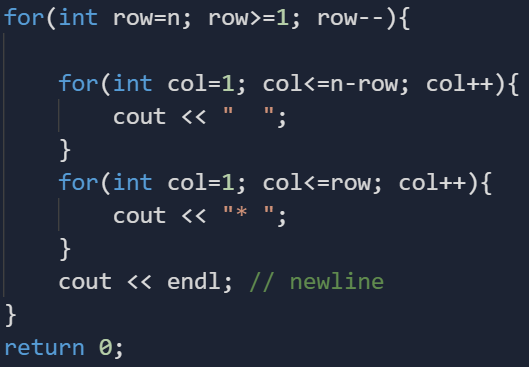 for(int row=n; row>=1; row--){
    for(int col=1; col<=n-row; col++){
        cout << "  ";
    }
    for(int col=1; col<=row; col++){
        cout << "* ";
    }
    cout << endl; // newline
}
return 0;